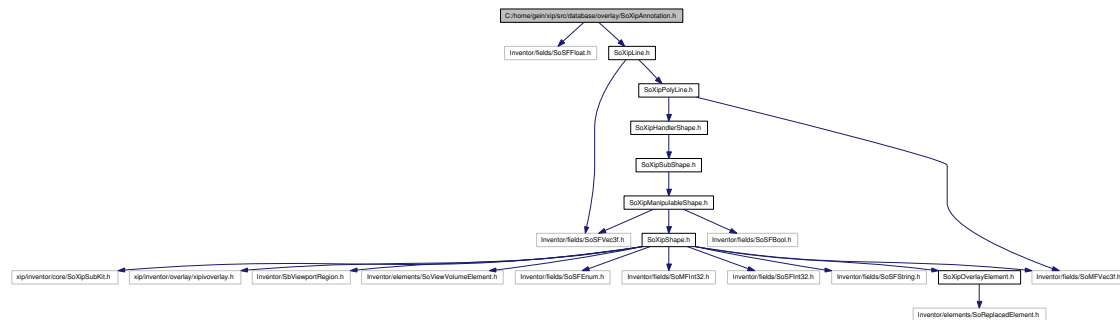 C:/home/gein/xip/src/database/overlay/SoXipAnnotation.h
Inventor/fields/SoSFFloat.h
SoXipLine.h
SoXipPolyLine.h
SoXipHandlerShape.h
SoXipSubShape.h
SoXipManipulableShape.h
Inventor/fields/SoSFVec3f.h
SoXipShape.h
Inventor/fields/SoSFBool.h
xip/inventor/core/SoXipSubKit.h
xip/inventor/overlay/xipivoverlay.h
Inventor/SbViewportRegion.h
Inventor/elements/SoViewVolumeElement.h
Inventor/fields/SoSFEnum.h
Inventor/fields/SoMFInt32.h
Inventor/fields/SoSFInt32.h
Inventor/fields/SoSFString.h
SoXipOverlayElement.h
Inventor/fields/SoMFVec3f.h
Inventor/elements/SoReplacedElement.h